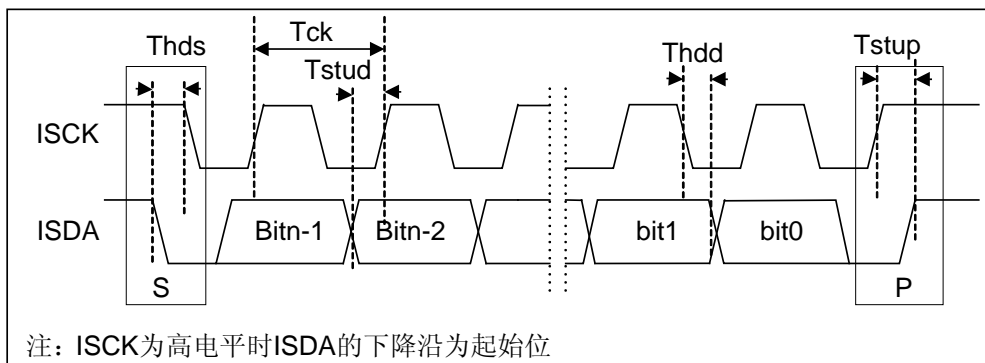 Thds
Tck
Tstud
Thdd
Tstup
ISCK
ISDA
Bitn-1
Bitn-2
bit1
bit0
S
P
注：ISCK为高电平时ISDA的下降沿为起始位